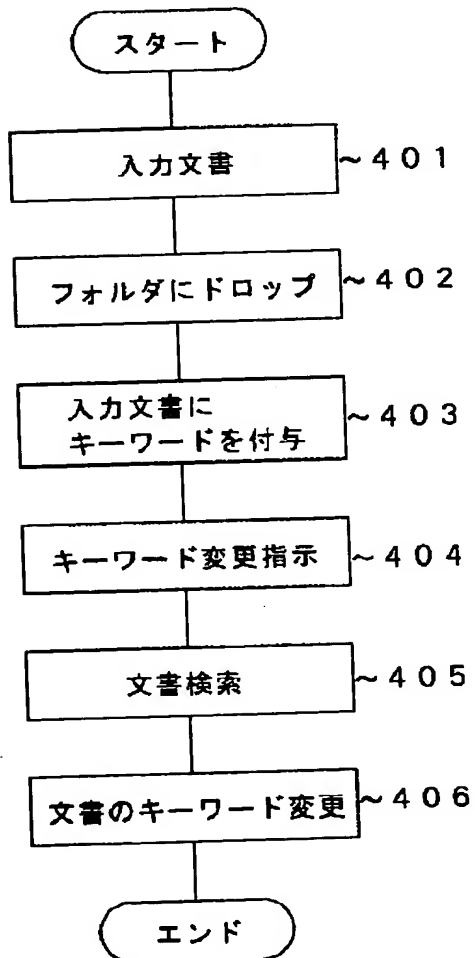 スタート
入力文書 ~401
フォルダにドロップ ~402
入力文書に
キーワードを付与 ~403
キーワード変更指示 ~404
文書検索 ~405
文書のキーワード変更 ~406
エンド